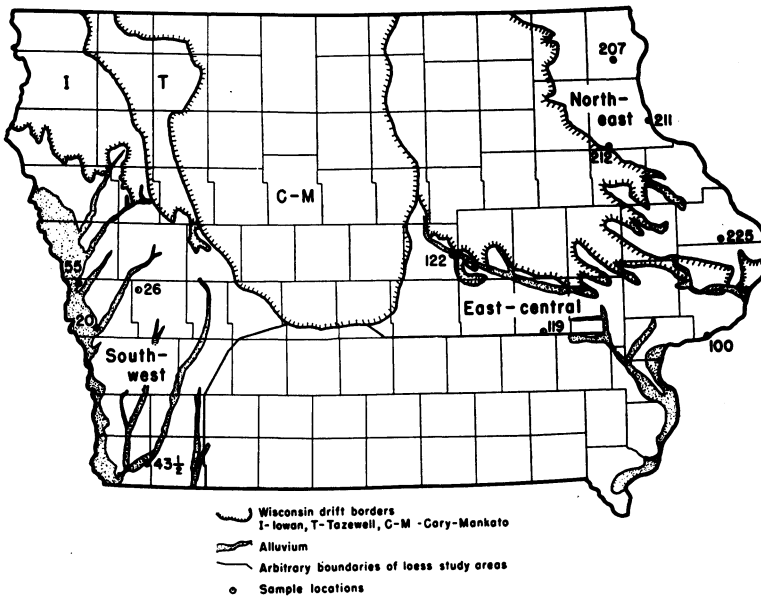 207
I
T
North-
east
211
212
C-M
225
55
26
122
20
East-central
119
100
South-
west
43½
Wisconsin drift borders
I-Iowan, T-Tazewell, C-M -Cary-Mankato
Alluvium
Arbitrary boundaries of loess study areas
Sample locations